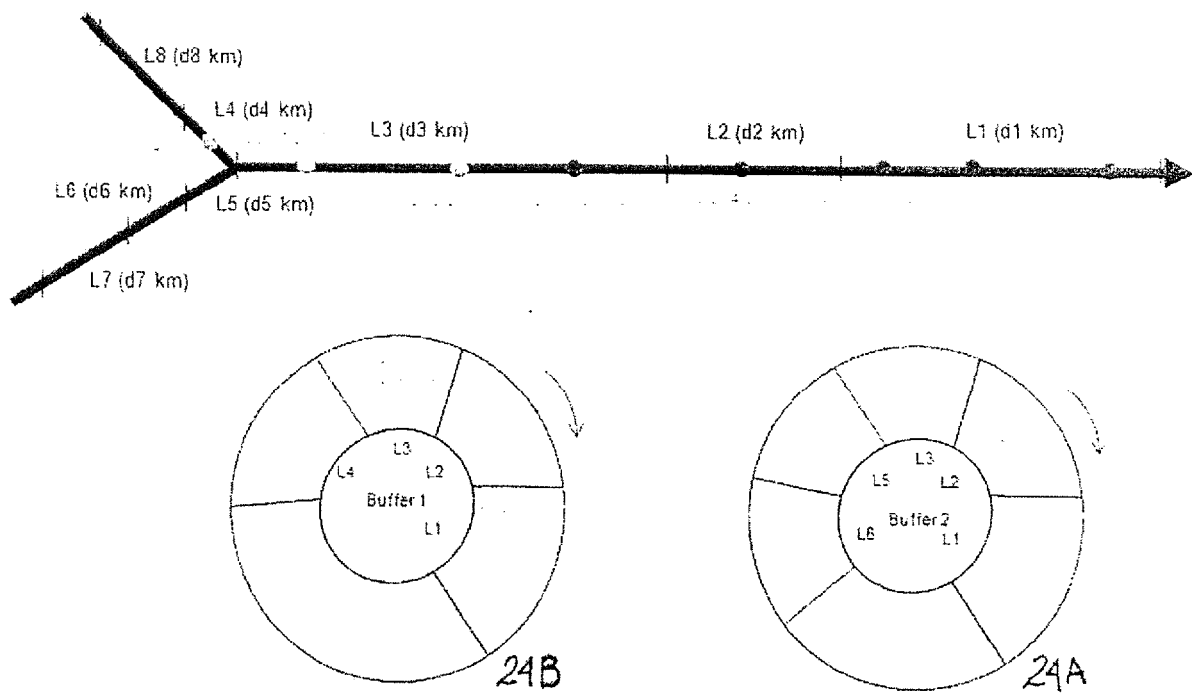 L8 (d8 km)
L4 (d4 km)
L3 (d3 km)
L2 (d2 km)
L1 (d1 km)
L6 (d6 km)
L5 (d5 km)
L7 (d7 km)
L3
L4
L2
Buffer 1
L1
24B
L3
L5
L2
Buffer 2
L6
L1
24A